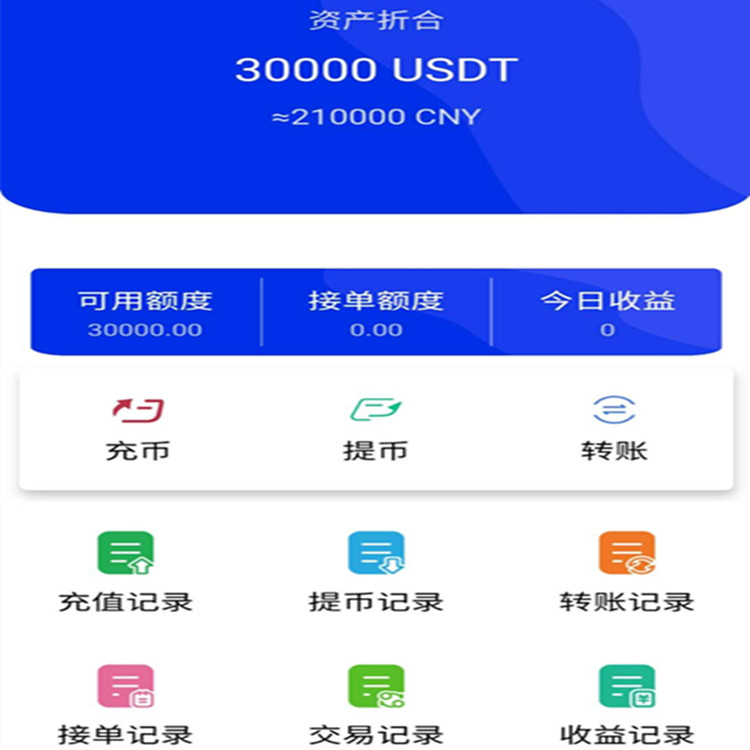 资产折合
30000 USDT
≈210000 CNY
可用额度 接单额度 今日收益
30000.00 0.00 0
充币 提币 转账
充值记录 提币记录 转账记录
接单记录 交易记录 收益记录